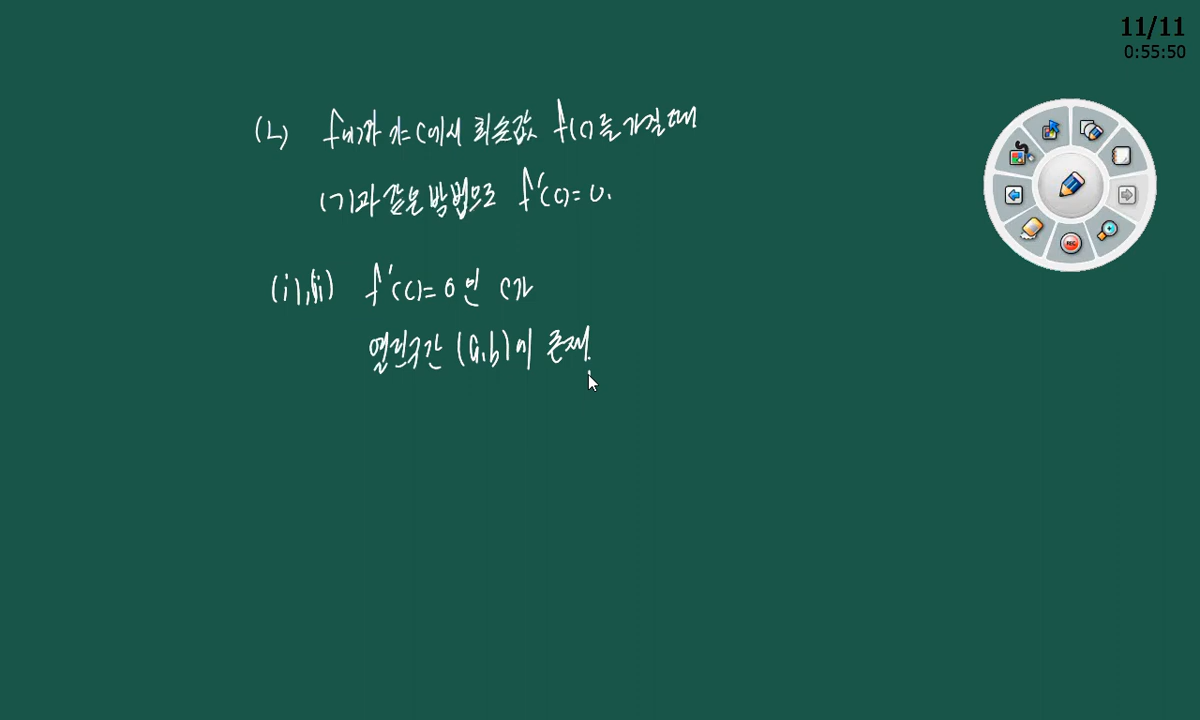 11/11
0:55:50
(ㄴ) f(x)가 x=c에서 최솟값 f(c)를 가질때
(ㄱ)과 같은 방법으로 f'(c)=0.
(i),(ii) f'(c)=0인 c가
열린구간 (a,b)에 존재.
REC